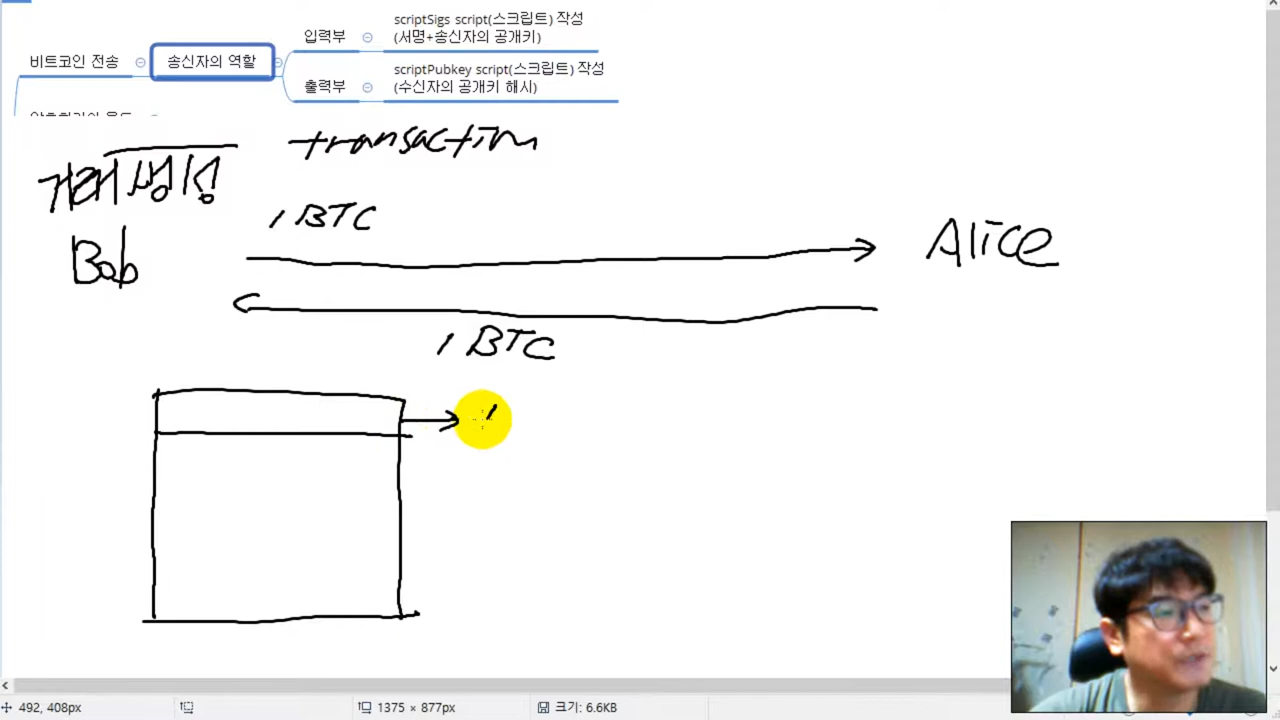 scriptSigs script(스크립트) 작성
입력부
(서명+송신자의 공개키)
비트코인 전송
송신자의 역할
scriptPubkey script(스크립트) 작성
출력부
(수신자의 공개키 해시)
transaction
거래생성
1 BTC
Bob
Alice
1 BTC
492, 408px
1375 × 877px
크기: 6.6KB